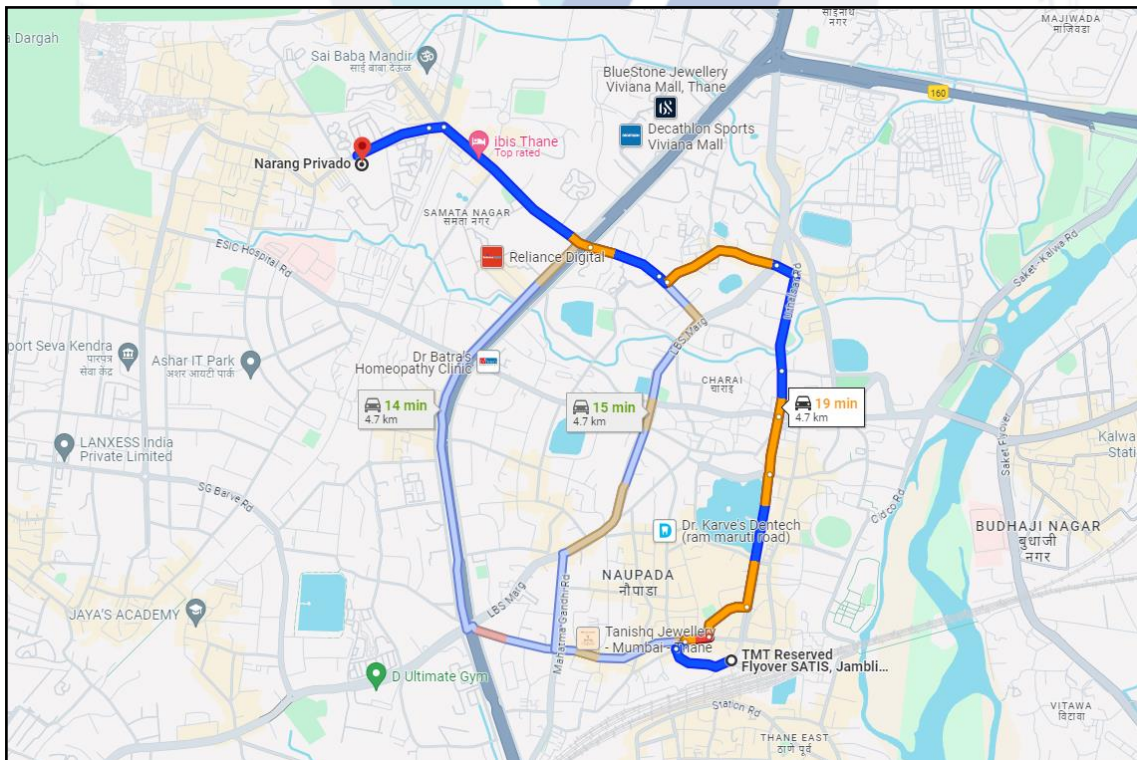 साईनाथ
नगर
MAJIWADA
माजिवडा
a Dargah
Sai Baba Mandir
साई बाबा देऊळ
BlueStone Jewellery
Viviana Mall, Thane
160
Decathlon Sports
Viviana Mall
ibis Thane
Top rated
Narang Privado
SAMATA NAGAR
समता नगर
ESIC Hospital Rd
Reliance Digital
Saket - Kalwa Rd
LBS Marg
port Seva Kendra
पारपत्र
सेवा केंद्र
Ashar IT Park
अशर आयटी पार्क
Dr Batra's
Homeopathy Clinic
CHARAI
चाराइ
14 min
4.7 km
15 min
4.7 km
19 min
4.7 km
Saket Flyover
LANXESS India
Private Limited
Kalwa
Stati
SG Barve Rd
Cidco Rd
Dr. Karve's Dentech
(ram maruti road)
BUDHAJI NAGAR
बुधाजी
नगर
NAUPADA
नौपाडा
LBS Marg
Mahatma Gandhi Rd
JAYA'S ACADEMY
Tanishq Jewellery
- Mumbai - Thane
TMT Reserved
Flyover SATIS, Jambli...
D Ultimate Gym
Station Rd
VITAWA
विटावा
THANE EAST
ठाणे पूर्व